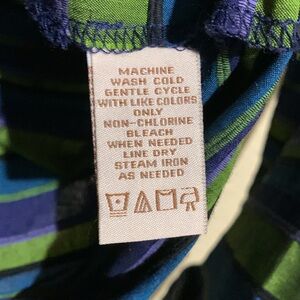 MACHINE
WASH COLD
GENTLE CYCLE
WITH LIKE COLORS
ONLY
NON-CHLORINE
BLEACH
WHEN NEEDED
LINE DRY
STEAM IRON
AS NEEDED